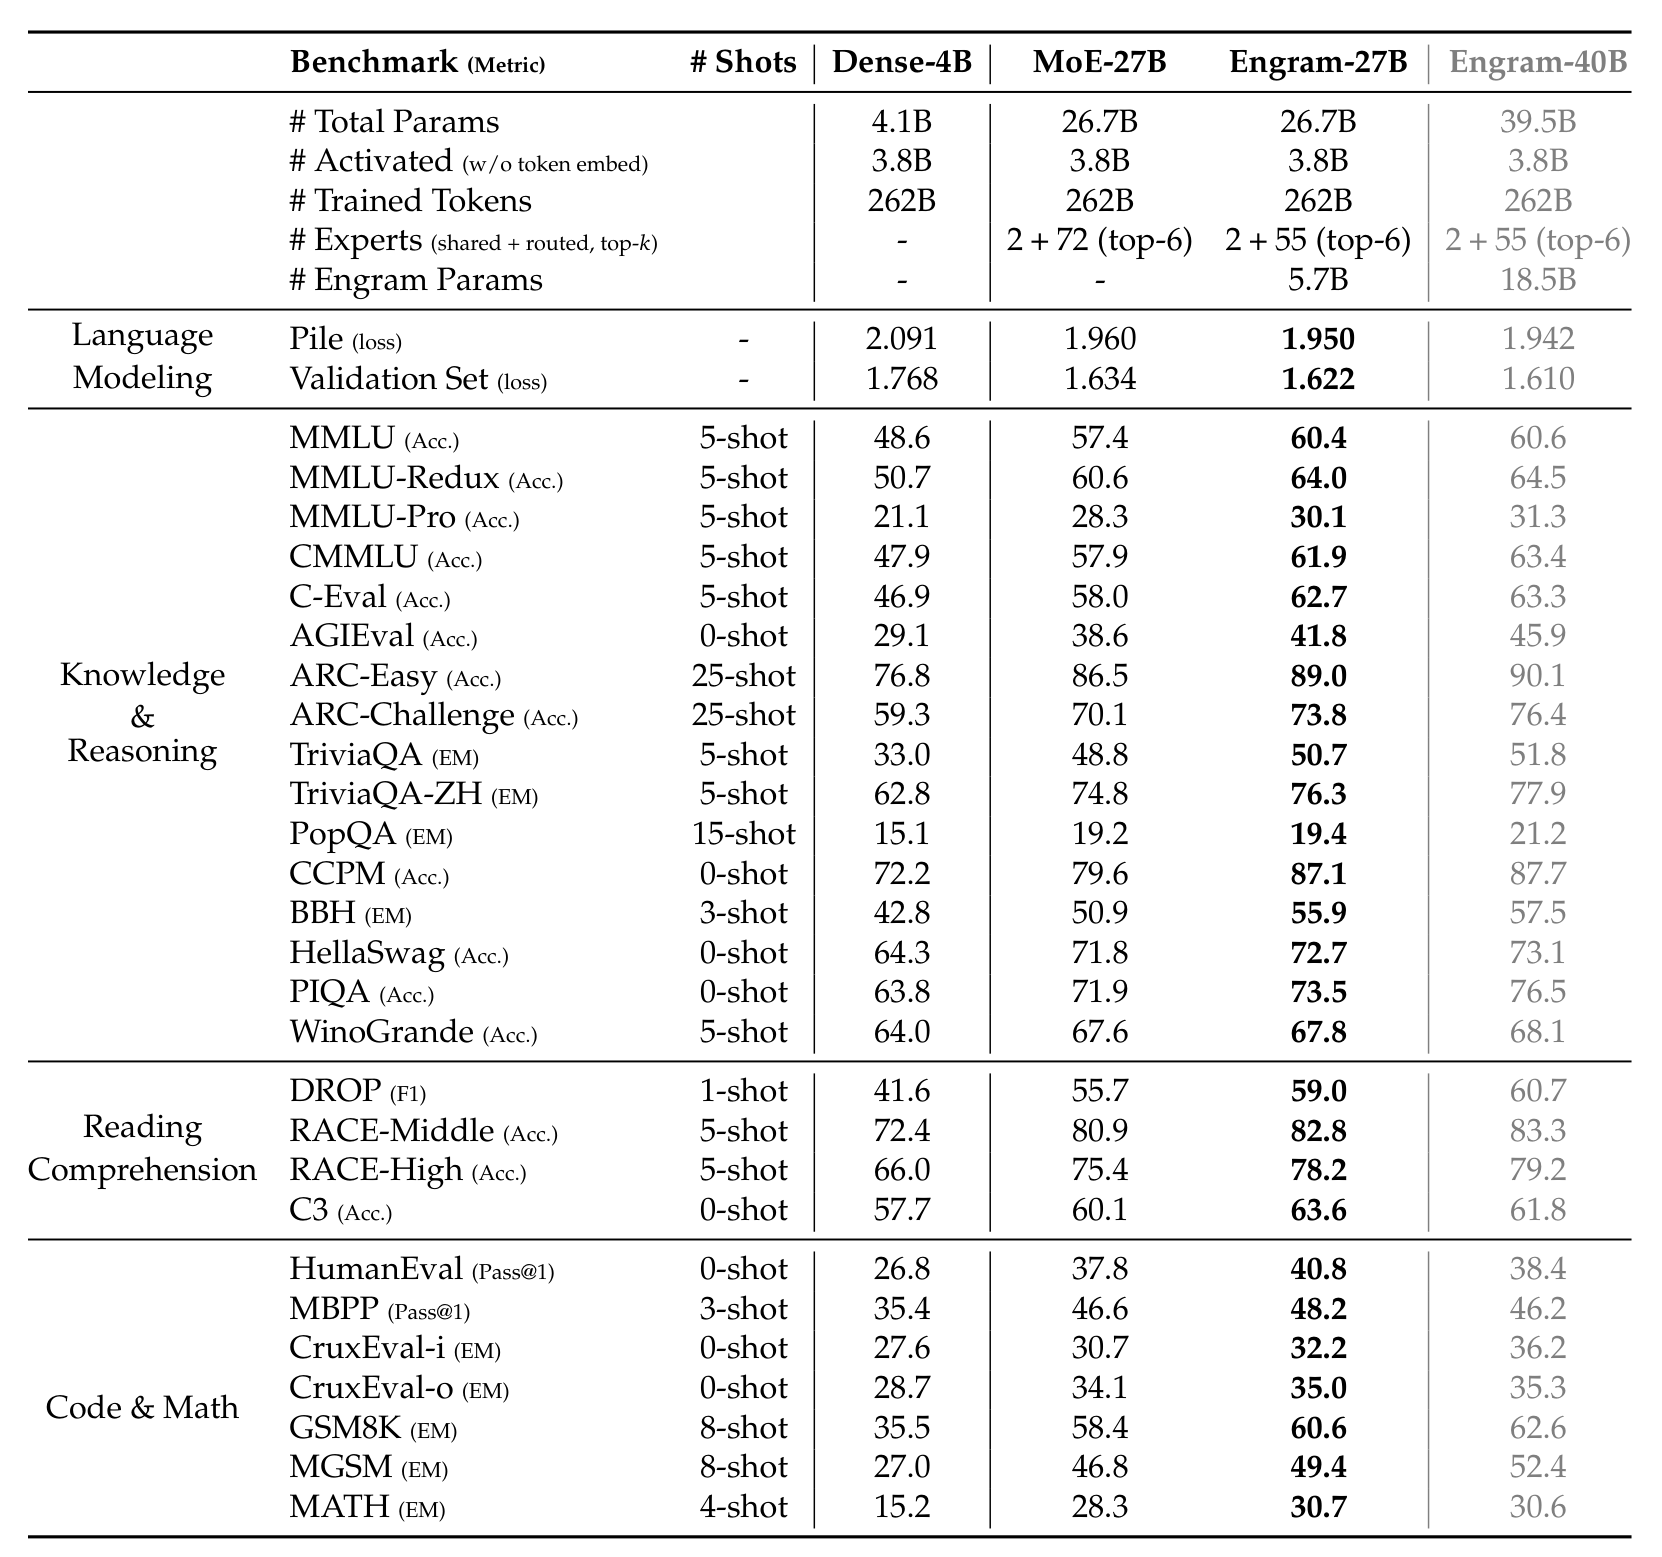 Benchmark (Metric) # Shots Dense-4B MoE-27B Engram-27B Engram-40B
# Total Params 4.1B 26.7B 26.7B 39.5B
# Activated (w/o token embed) 3.8B 3.8B 3.8B 3.8B
# Trained Tokens 262B 262B 262B 262B
# Experts (shared + routed, top-k) - 2 + 72 (top-6) 2 + 55 (top-6) 2 + 55 (top-6)
# Engram Params - - 5.7B 18.5B
Language Modeling
Pile (loss) - 2.091 1.960 1.950 1.942
Validation Set (loss) - 1.768 1.634 1.622 1.610
Knowledge & Reasoning
MMLU (Acc.) 5-shot 48.6 57.4 60.4 60.6
MMLU-Redux (Acc.) 5-shot 50.7 60.6 64.0 64.5
MMLU-Pro (Acc.) 5-shot 21.1 28.3 30.1 31.3
CMMLU (Acc.) 5-shot 47.9 57.9 61.9 63.4
C-Eval (Acc.) 5-shot 46.9 58.0 62.7 63.3
AGIEval (Acc.) 0-shot 29.1 38.6 41.8 45.9
ARC-Easy (Acc.) 25-shot 76.8 86.5 89.0 90.1
ARC-Challenge (Acc.) 25-shot 59.3 70.1 73.8 76.4
TriviaQA (EM) 5-shot 33.0 48.8 50.7 51.8
TriviaQA-ZH (EM) 5-shot 62.8 74.8 76.3 77.9
PopQA (EM) 15-shot 15.1 19.2 19.4 21.2
CCPM (Acc.) 0-shot 72.2 79.6 87.1 87.7
BBH (EM) 3-shot 42.8 50.9 55.9 57.5
HellaSwag (Acc.) 0-shot 64.3 71.8 72.7 73.1
PIQA (Acc.) 0-shot 63.8 71.9 73.5 76.5
WinoGrande (Acc.) 5-shot 64.0 67.6 67.8 68.1
Reading Comprehension
DROP (F1) 1-shot 41.6 55.7 59.0 60.7
RACE-Middle (Acc.) 5-shot 72.4 80.9 82.8 83.3
RACE-High (Acc.) 5-shot 66.0 75.4 78.2 79.2
C3 (Acc.) 0-shot 57.7 60.1 63.6 61.8
Code & Math
HumanEval (Pass@1) 0-shot 26.8 37.8 40.8 38.4
MBPP (Pass@1) 3-shot 35.4 46.6 48.2 46.2
CruxEval-i (EM) 0-shot 27.6 30.7 32.2 36.2
CruxEval-o (EM) 0-shot 28.7 34.1 35.0 35.3
GSM8K (EM) 8-shot 35.5 58.4 60.6 62.6
MGSM (EM) 8-shot 27.0 46.8 49.4 52.4
MATH (EM) 4-shot 15.2 28.3 30.7 30.6